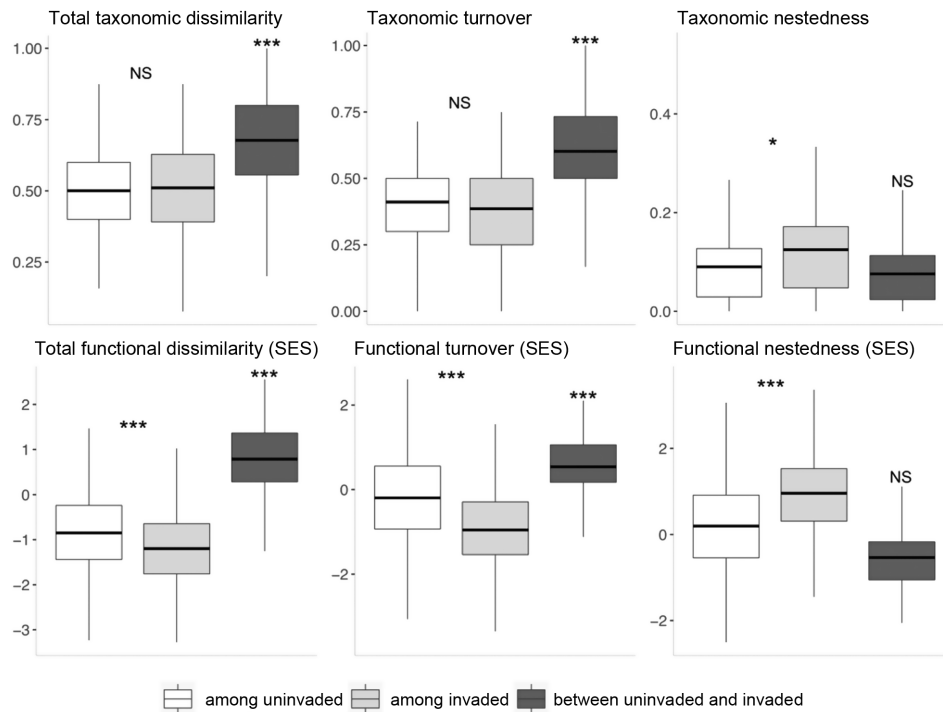 Total taxonomic dissimilarity
1.00
0.75
0.50
0.25
NS
***
Taxonomic turnover
1.00
0.75
0.50
0.25
0.00
NS
***
Taxonomic nestedness
0.4
0.2
0.0
*
NS
Total functional dissimilarity (SES)
2
1
0
−1
−2
−3
***
***
Functional turnover (SES)
2
0
−2
***
***
Functional nestedness (SES)
2
0
−2
***
NS
among uninvaded among invaded between uninvaded and invaded